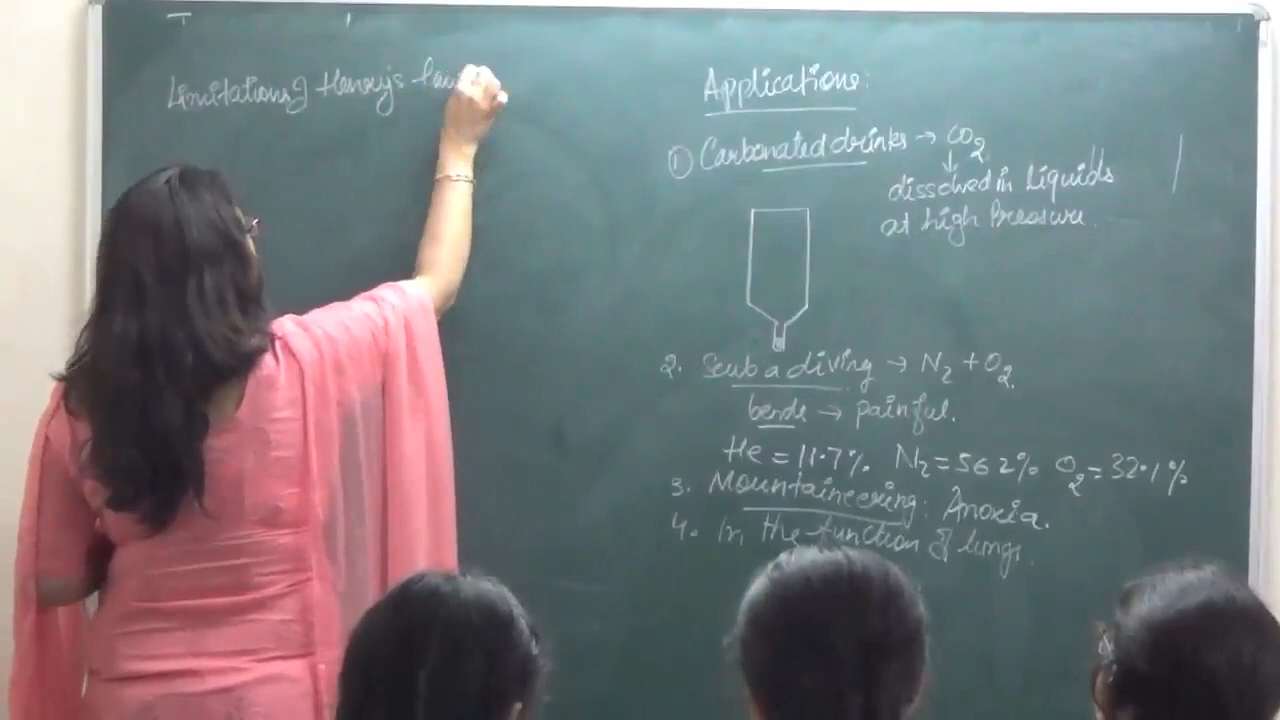 Limitations of Henry's law
Applications:
① Carbonated drinks → CO2
↓
dissolved in Liquids
at high Pressure.
2. Scuba diving → N2 + O2.
bends → painful.
He = 11.7% N2 = 56.2% O2 = 32.1%
3. Mountaineering: Anoxia.
4. In the function of lungs.